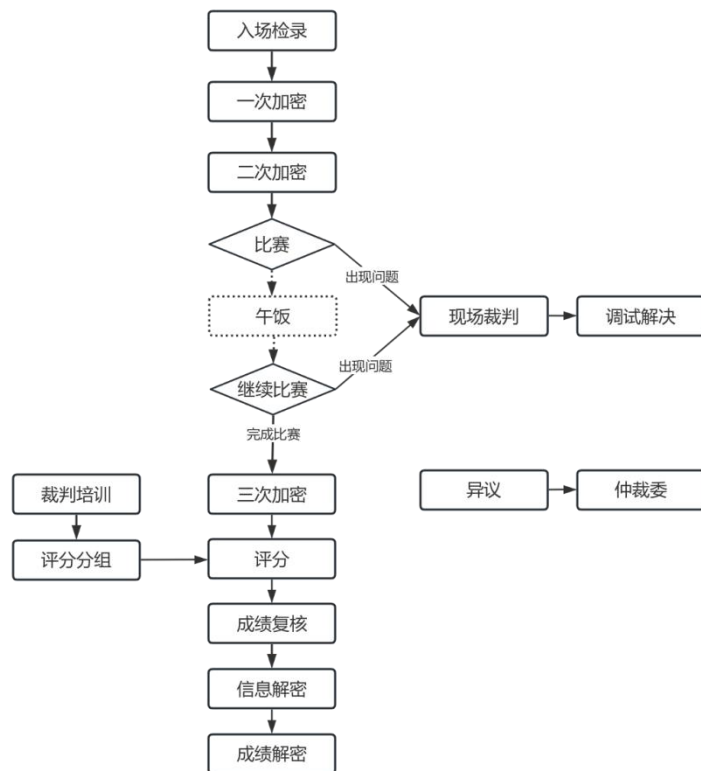 入场检录
一次加密
二次加密
比赛
出现问题
午饭
现场裁判
调试解决
出现问题
继续比赛
完成比赛
裁判培训
三次加密
异议
仲裁委
评分分组
评分
成绩复核
信息解密
成绩解密